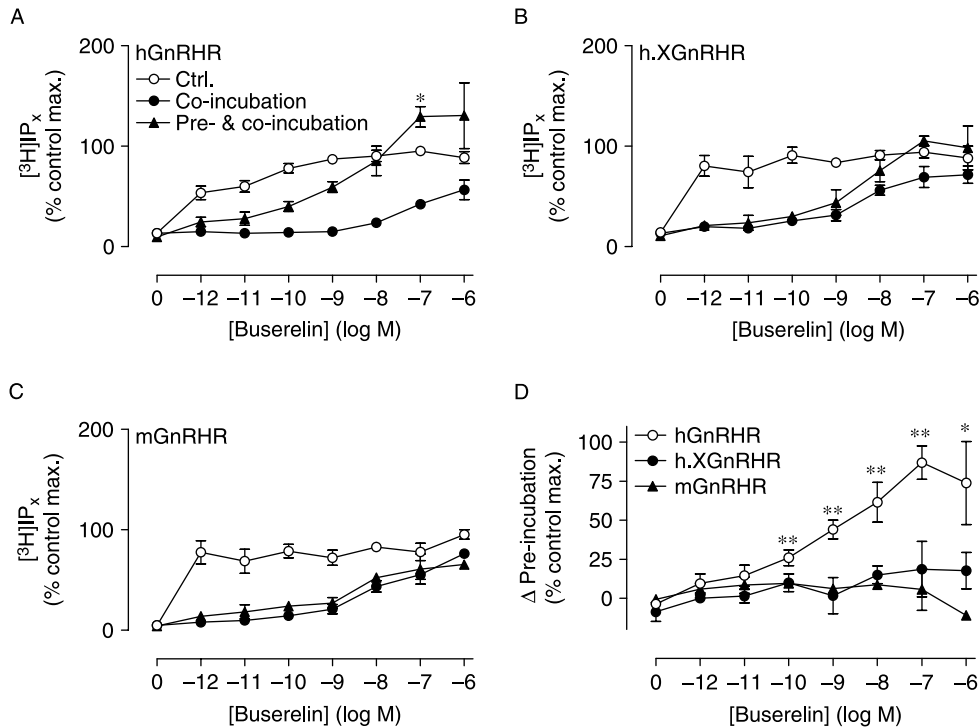 A
200
hGnRHR
Ctrl.
Co-incubation
Pre- & co-incubation
*
100
0
[³H]IPₓ
(% control max.)
0 –12 –11 –10 –9 –8 –7 –6
[Buserelin] (log M)
B
200
h.XGnRHR
100
0
[³H]IPₓ
(% control max.)
0 –12 –11 –10 –9 –8 –7 –6
[Buserelin] (log M)
C
200
mGnRHR
100
0
[³H]IPₓ
(% control max.)
0 –12 –11 –10 –9 –8 –7 –6
[Buserelin] (log M)
D
hGnRHR
h.XGnRHR
mGnRHR
** ** ** ** *
100
75
50
25
0
Δ Pre-incubation
(% control max.)
0 –12 –11 –10 –9 –8 –7 –6
[Buserelin] (log M)